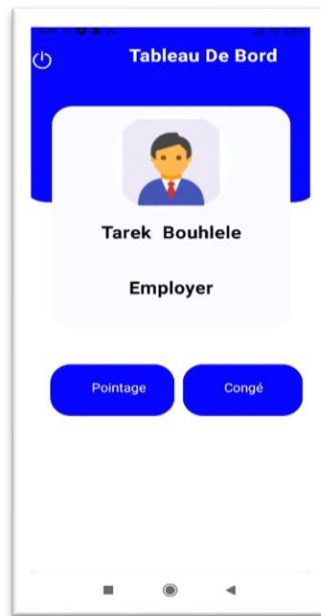 Tableau De Bord
Tarek Bouhlele
Employer
Pointage
Congé